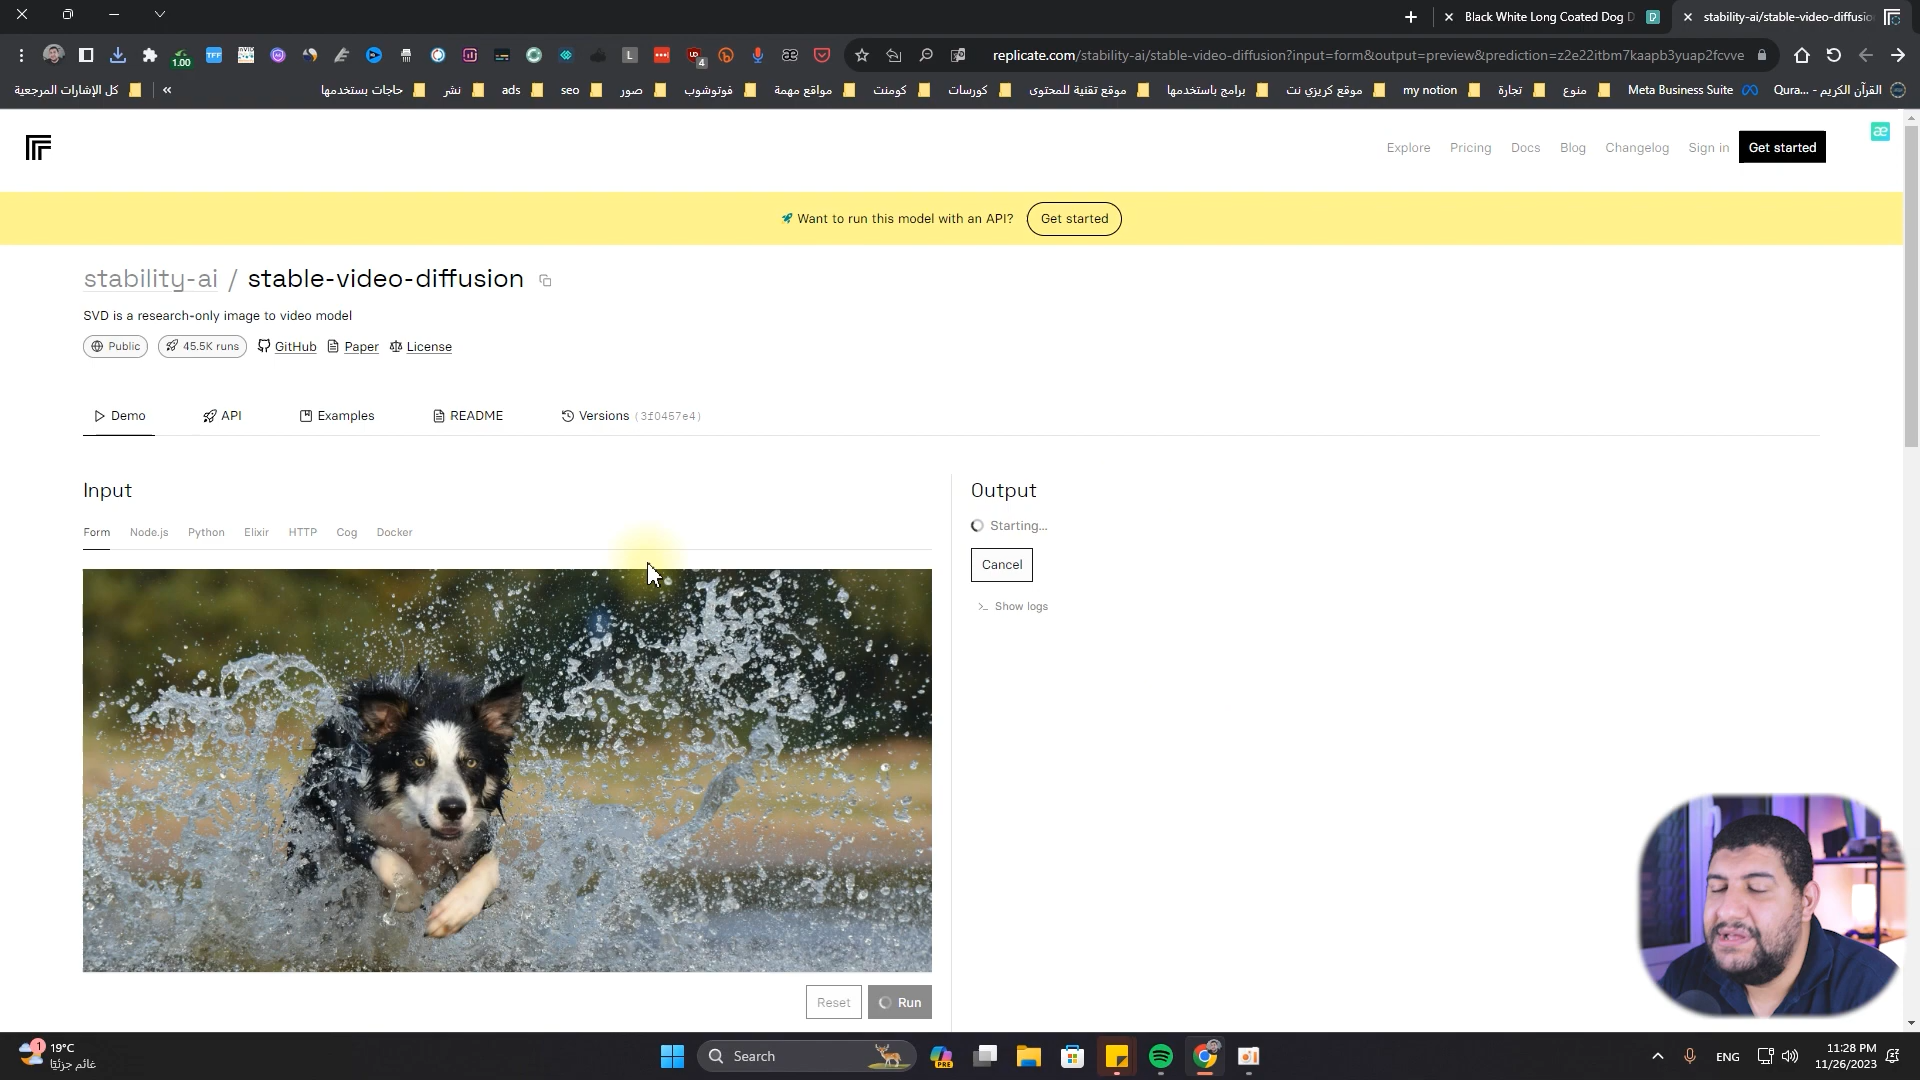 Black White Long Coated Dog D
stability-ai/stable-video-diffusio
1.00
4
replicate.com/stability-ai/stable-video-diffusion?input=form&output=preview&prediction=z2e22itbm7kaapb3yuap2fcvve
كل الإشارات المرجعية
«
حاجات بستخدمها
نشر
ads
seo
صور
فوتوشوب
مواقع مهمة
كومنت
كورسات
موقع تقنية للمحتوى
برامج باستخدمها
موقع كريزي نت
my notion
تجارة
منوع
Meta Business Suite
Qura... - القرآن الكريم
Explore
Pricing
Docs
Blog
Changelog
Sign in
Get started
æ
Want to run this model with an API?
Get started
stability-ai / stable-video-diffusion
SVD is a research-only image to video model
Public
45.5K runs
GitHub
Paper
License
Demo
API
Examples
README
Versions (3f0457e4)
Input
Form
Node.js
Python
Elixir
HTTP
Cog
Docker
Reset
Run
Output
Starting...
Cancel
>_ Show logs
1
19°C
غائم جزئيًا
Search
PRE
ENG
11:28 PM
11/26/2023